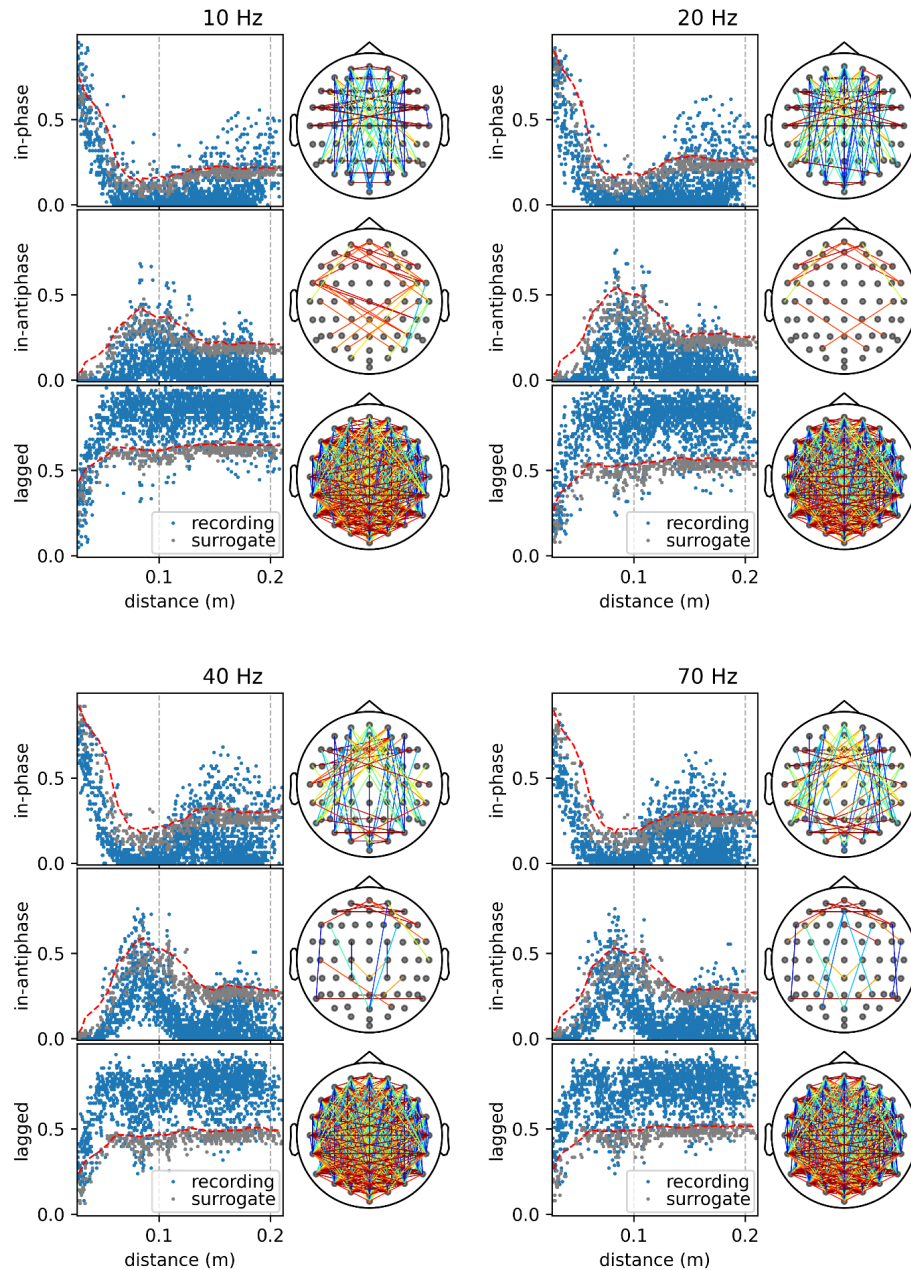 10 Hz
in-phase
0.5
0.0
in-antiphase
0.5
0.0
lagged
0.5
0.0
recording
surrogate
0.1
0.2
distance (m)
20 Hz
in-phase
0.5
0.0
in-antiphase
0.5
0.0
lagged
0.5
0.0
recording
surrogate
0.1
0.2
distance (m)
40 Hz
in-phase
0.5
0.0
in-antiphase
0.5
0.0
lagged
0.5
0.0
recording
surrogate
0.1
0.2
distance (m)
70 Hz
in-phase
0.5
0.0
in-antiphase
0.5
0.0
lagged
0.5
0.0
recording
surrogate
0.1
0.2
distance (m)